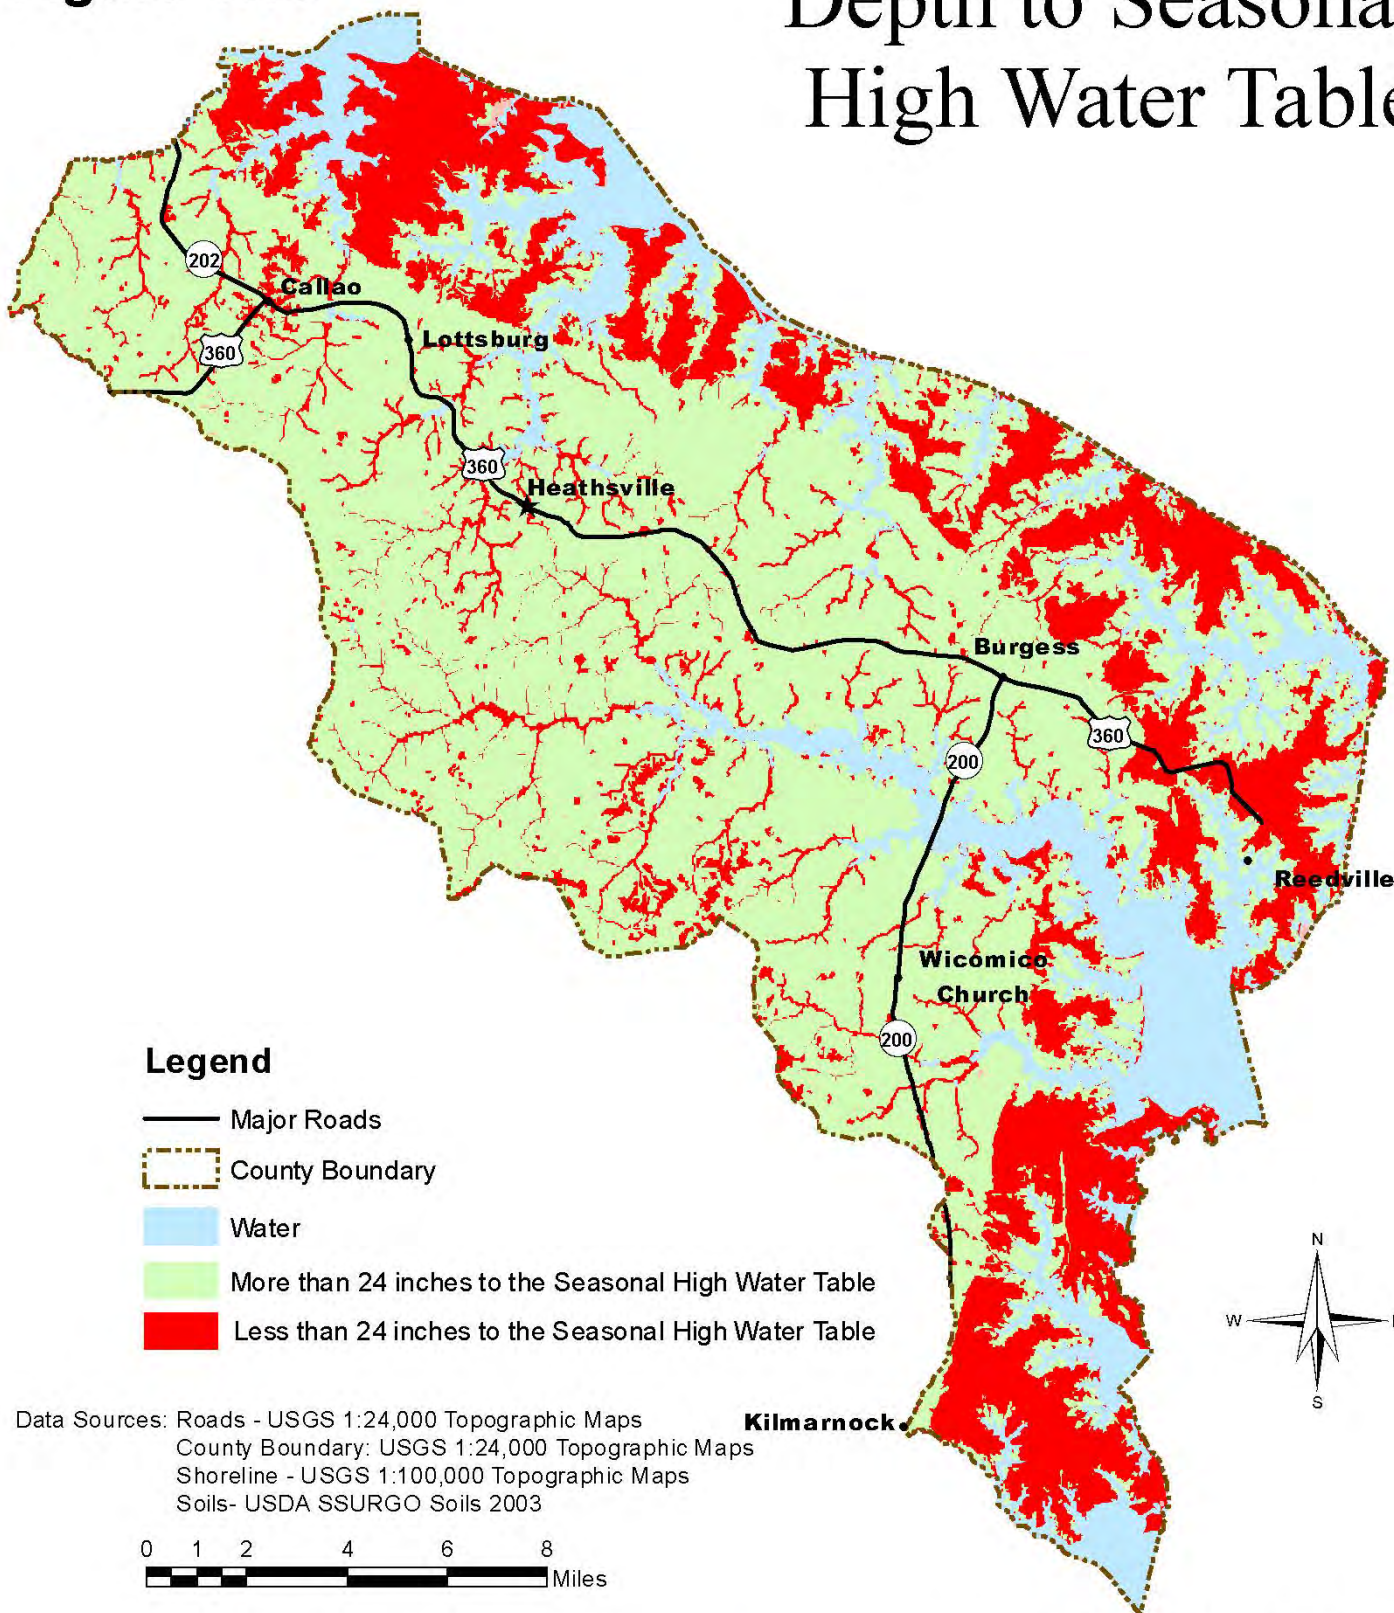 Depth to Seasonal
High Water Table
202
Callao
360
Lottsburg
360
Heathsville
Burgess
360
200
Reedville
Wicomico
Church
200
Legend
Major Roads
County Boundary
Water
More than 24 inches to the Seasonal High Water Table
Less than 24 inches to the Seasonal High Water Table
N
W
S
Kilmarnock
Data Sources: Roads - USGS 1:24,000 Topographic Maps
County Boundary: USGS 1:24,000 Topographic Maps
Shoreline - USGS 1:100,000 Topographic Maps
Soils- USDA SSURGO Soils 2003
0 1 2 4 6 8
Miles